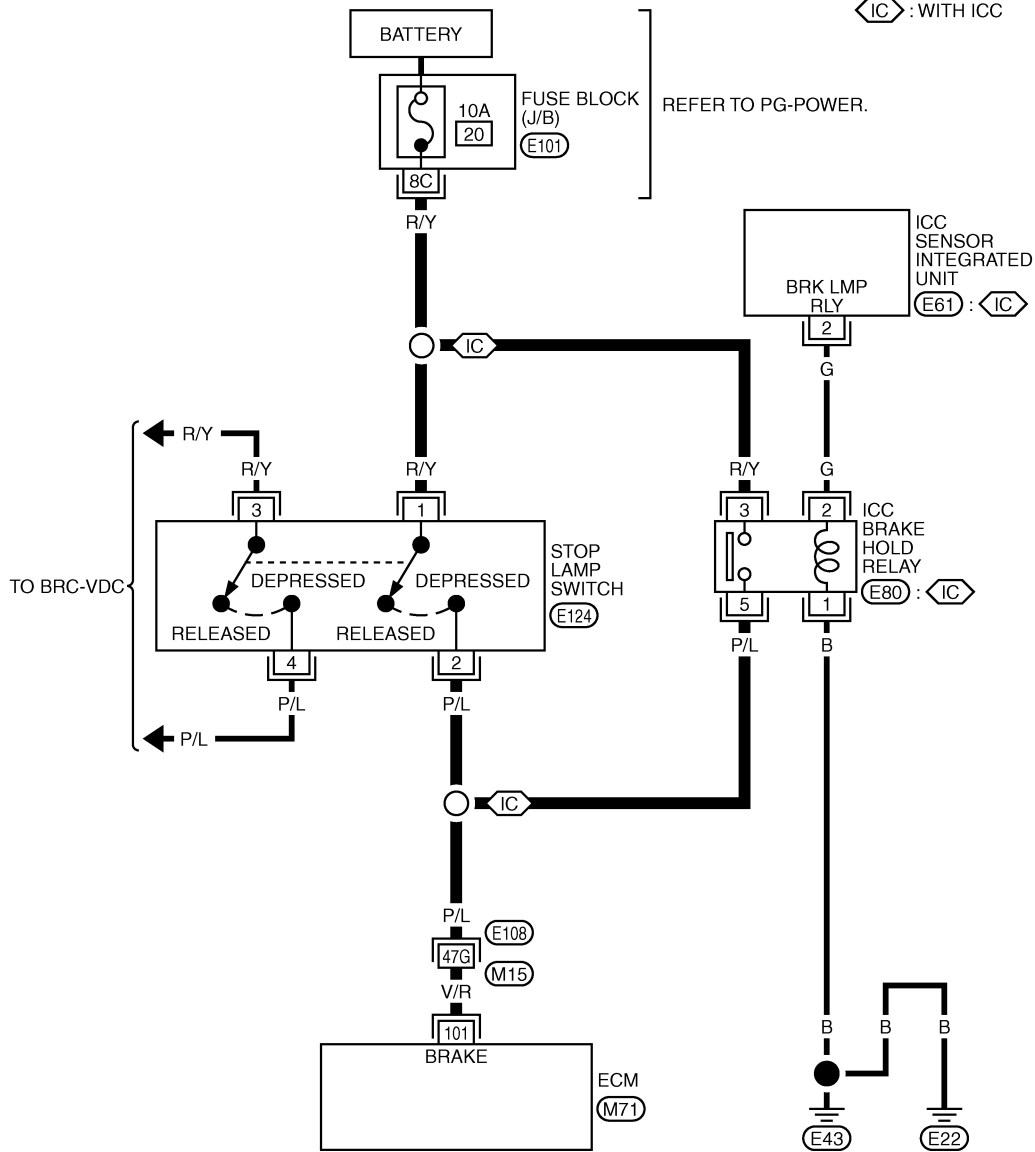 IC : WITH ICC
BATTERY
10A
20
FUSE BLOCK
(J/B)
E101
REFER TO PG-POWER.
8C
R/Y
ICC
SENSOR
INTEGRATED
UNIT
E61 : IC
BRK LMP
RLY
2
G
IC
R/Y
R/Y
R/Y
R/Y
G
3
1
3
2
ICC
BRAKE
HOLD
RELAY
E80 : IC
STOP
LAMP
SWITCH
E124
DEPRESSED
DEPRESSED
TO BRC-VDC
RELEASED
RELEASED
5
1
4
2
P/L
B
P/L
P/L
P/L
IC
P/L
E108
47G
M15
V/R
101
BRAKE
ECM
M71
B
B
B
E43
E22